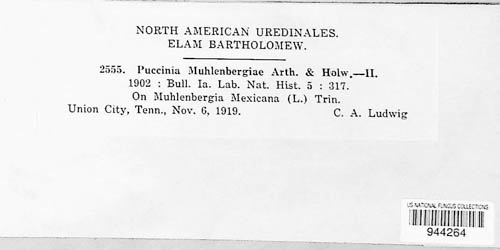 NORTH AMERICAN UREDINALES.
ELAM BARTHOLOMEW.
2555. Puccinia Muhlenbergiae Arth. & Holw.—II.
1902 : Bull. Ia. Lab. Nat. Hist. 5 : 317.
On Muhlenbergia Mexicana (L.) Trin.
Union City, Tenn., Nov. 6, 1919. C. A. Ludwig
US NATIONAL FUNGUS COLLECTIONS
944264